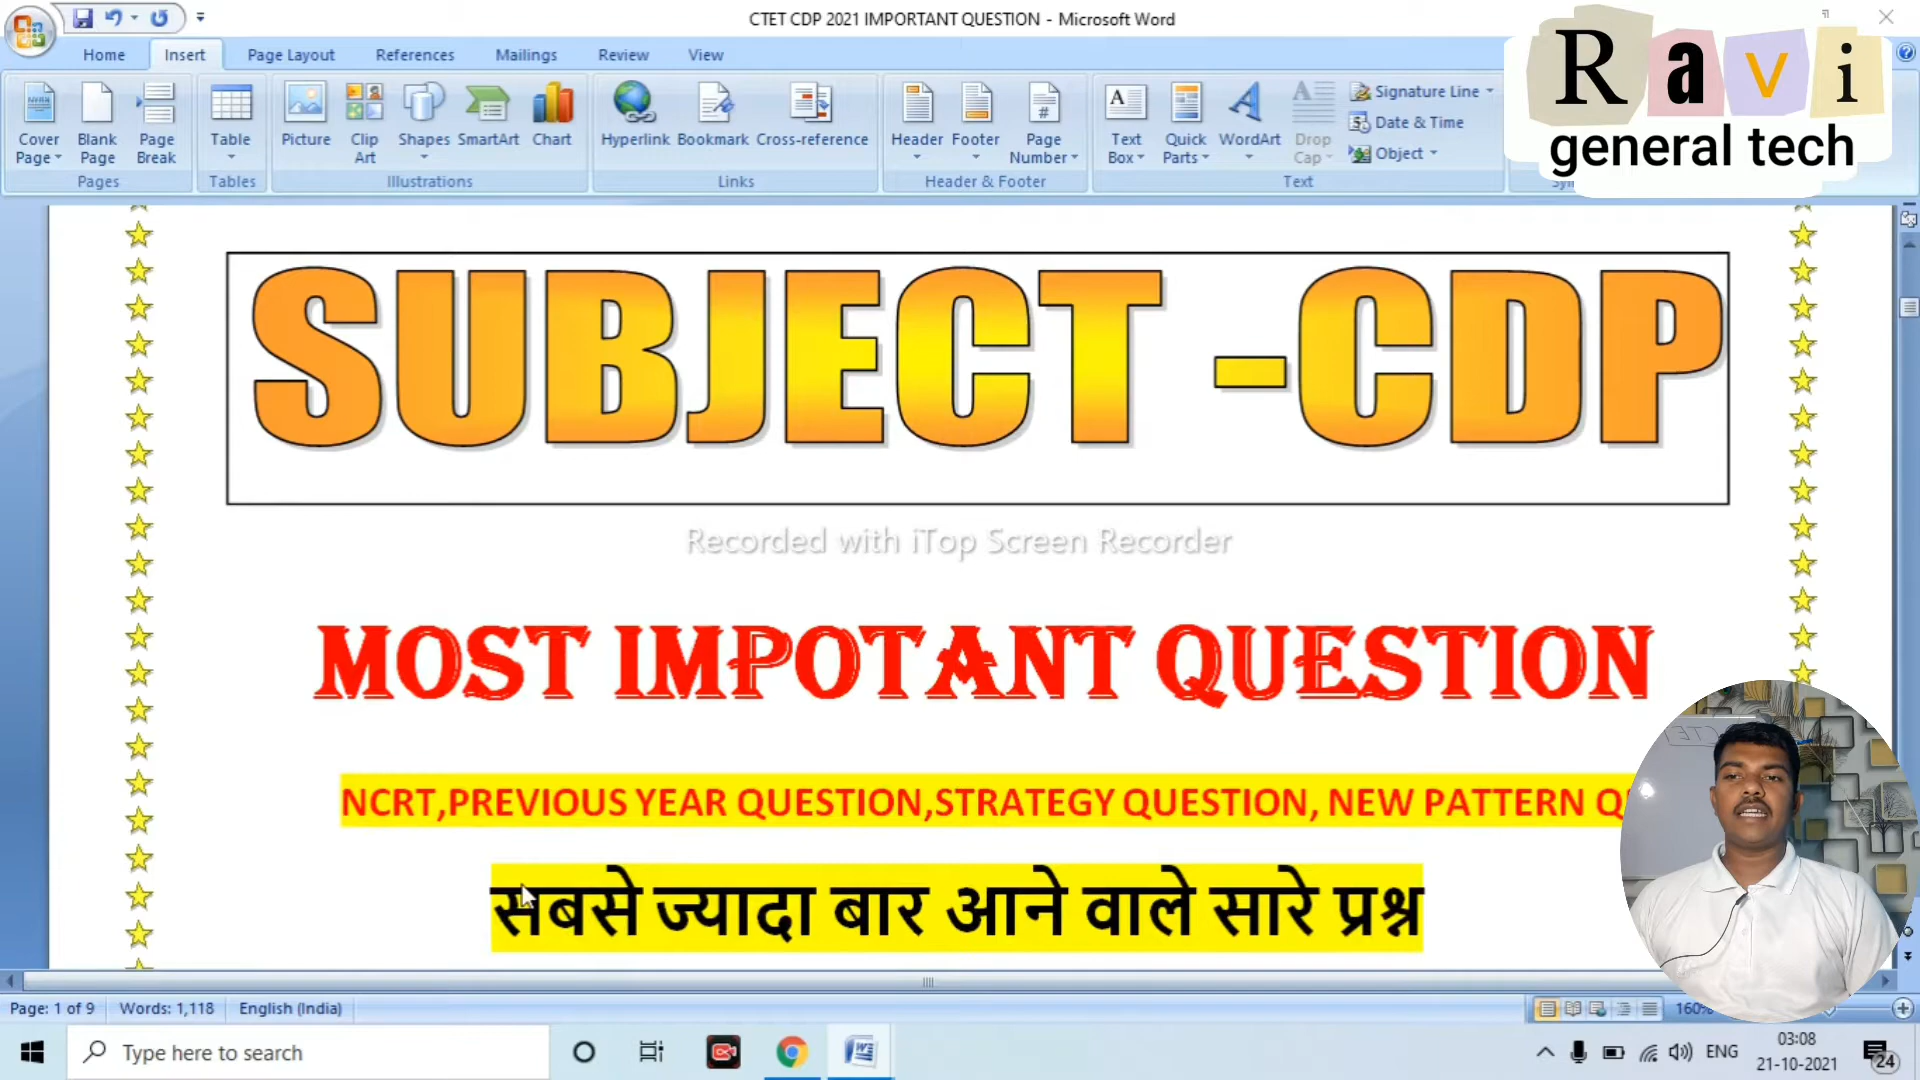 CTET CDP 2021 IMPORTANT QUESTION - Microsoft Word
Home Insert Page Layout References Mailings Review View
Cover Page Blank Page Page Break Table Picture Clip Art Shapes SmartArt Chart Hyperlink Bookmark Cross-reference Header Footer Page Number Text Box Quick Parts WordArt Drop Cap
Signature Line
Date & Time
Object
Pages Tables Illustrations Links Header & Footer Text
Ravi
general tech
SUBJECT -CDP
Recorded with iTop Screen Recorder
MOST IMPOTANT QUESTION
NCRT,PREVIOUS YEAR QUESTION,STRATEGY QUESTION, NEW PATTERN
सबसे ज्यादा बार आने वाले सारे प्रश्न
Page: 1 of 9 Words: 1,118 English (India) 160%
Type here to search
ENG
03:08
21-10-2021
24